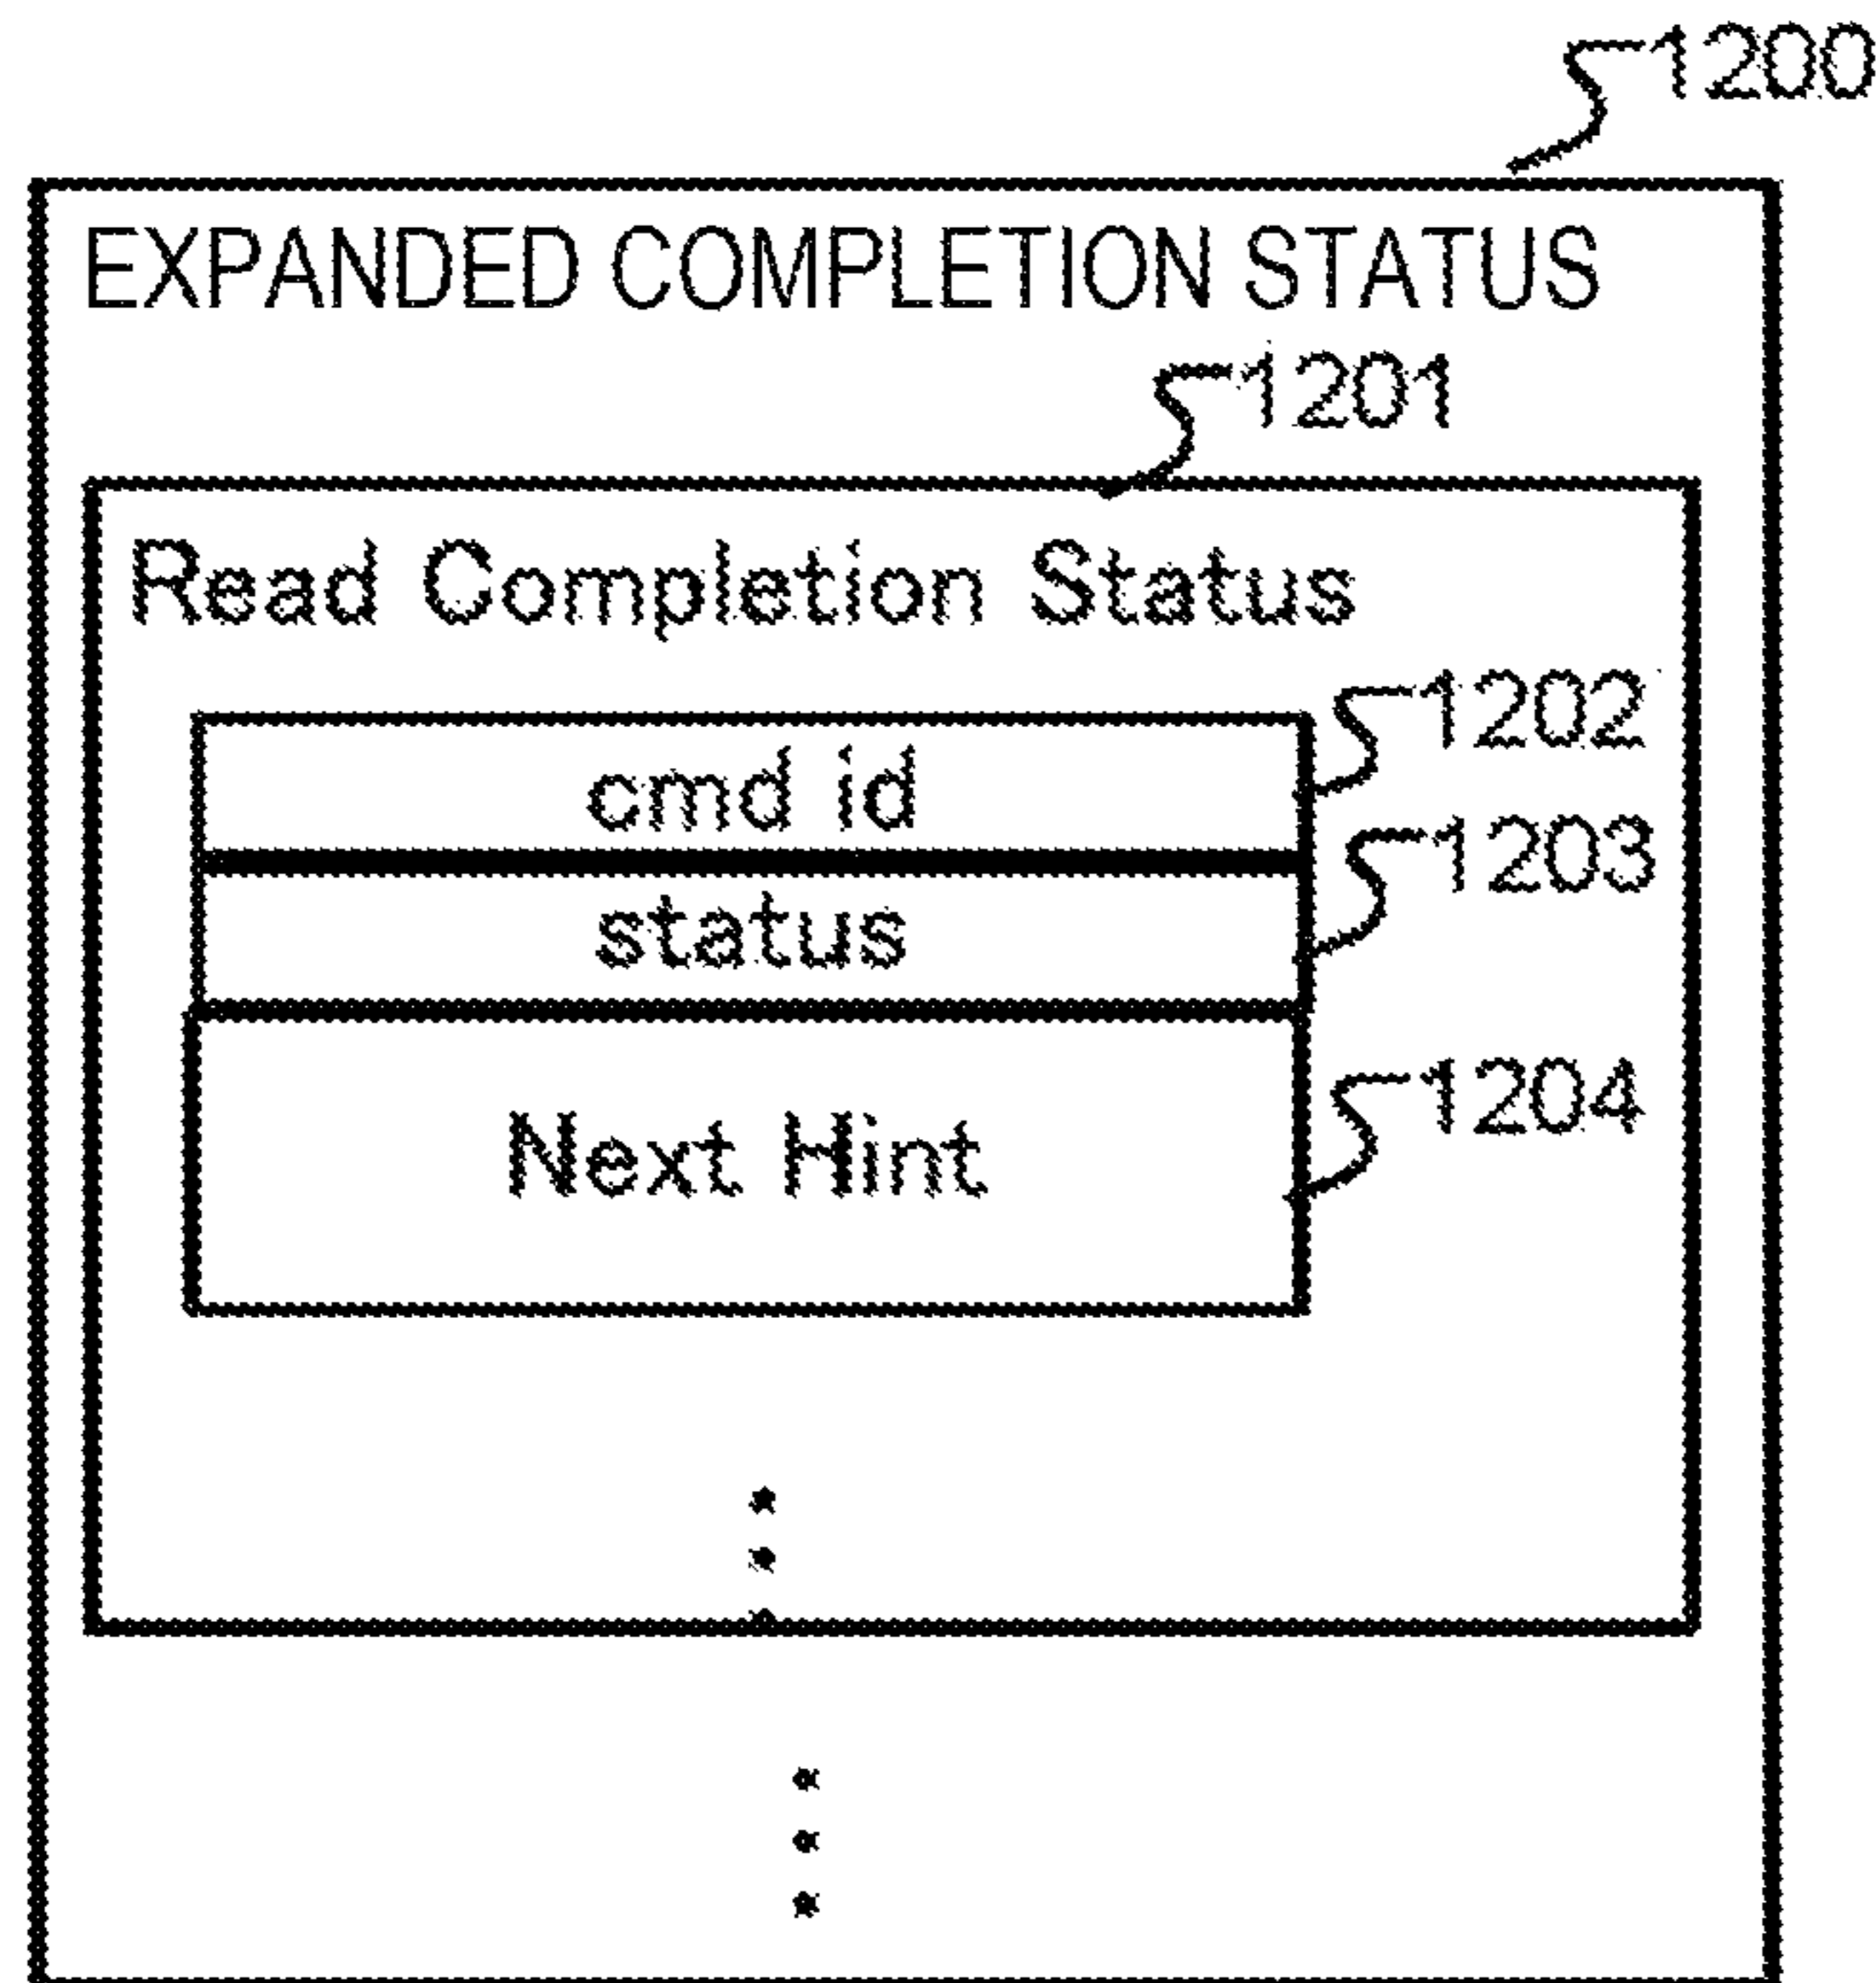 1200
EXPANDED COMPLETION STATUS
1201
Read Completion Status
1202
cmd id
1203
status
1204
Next Hint